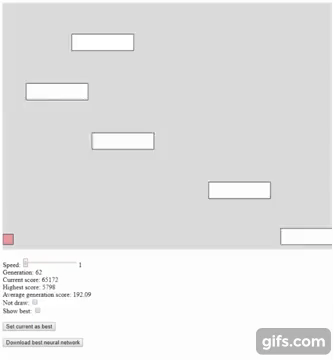 Speed: 1
Generation: 62
Current score: 65172
Highest score: 5798
Average generation score: 192.09
Not draw:
Show best:
Set current as best
Download best neural network
gifs.com